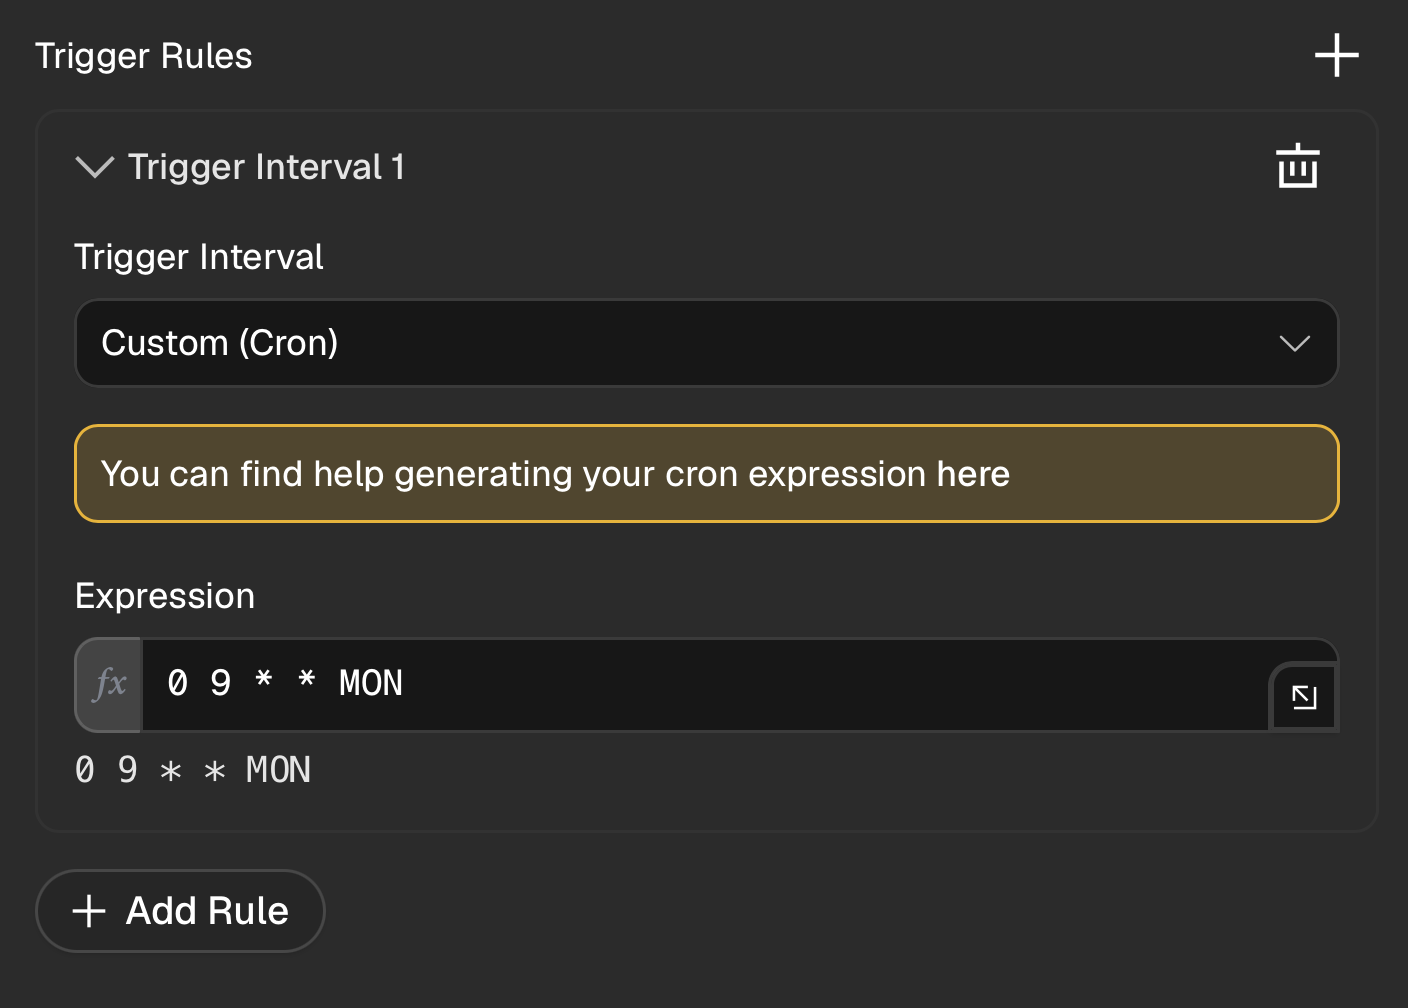 Trigger Rules
Trigger Interval 1
Trigger Interval
Custom (Cron)
You can find help generating your cron expression here
Expression
fx 0 9 * * MON
0 9 * * MON
Add Rule